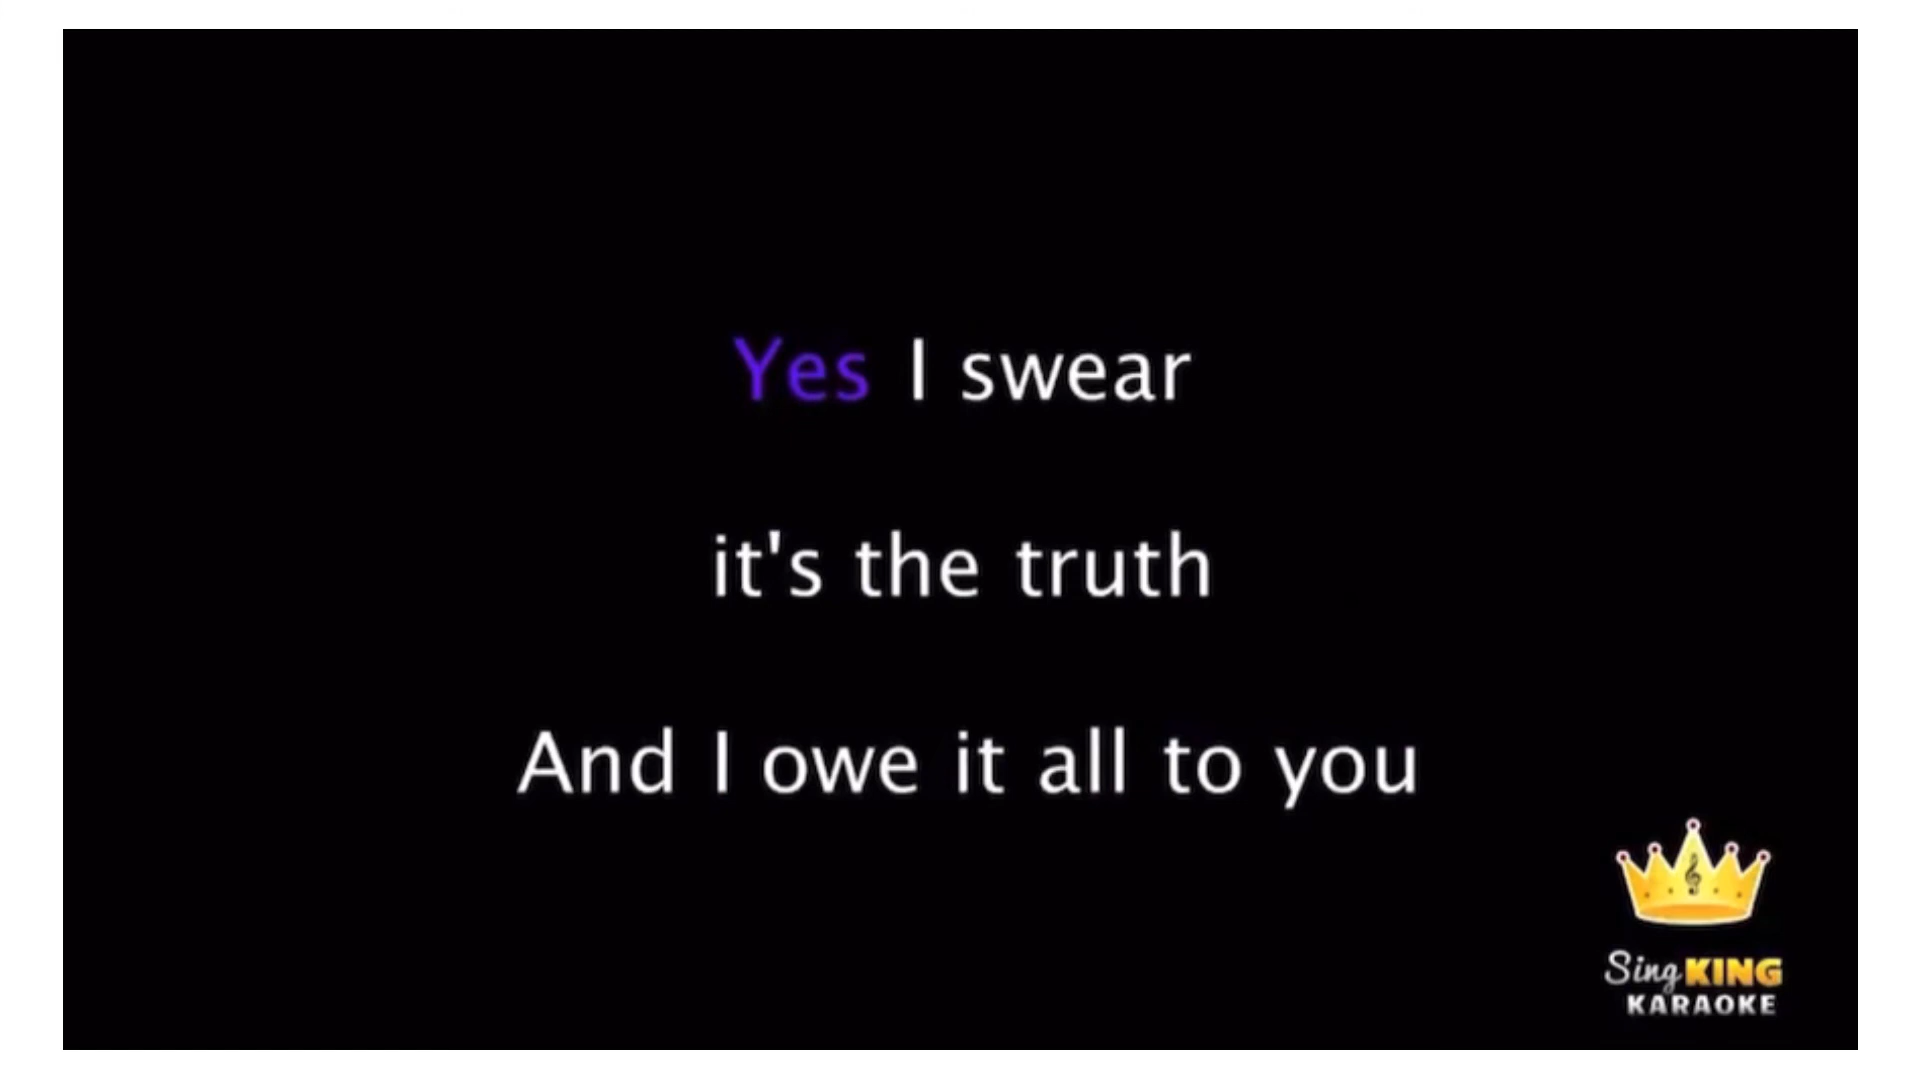 Yes I swear
it's the truth
And I owe it all to you
Sing KING
KARAOKE